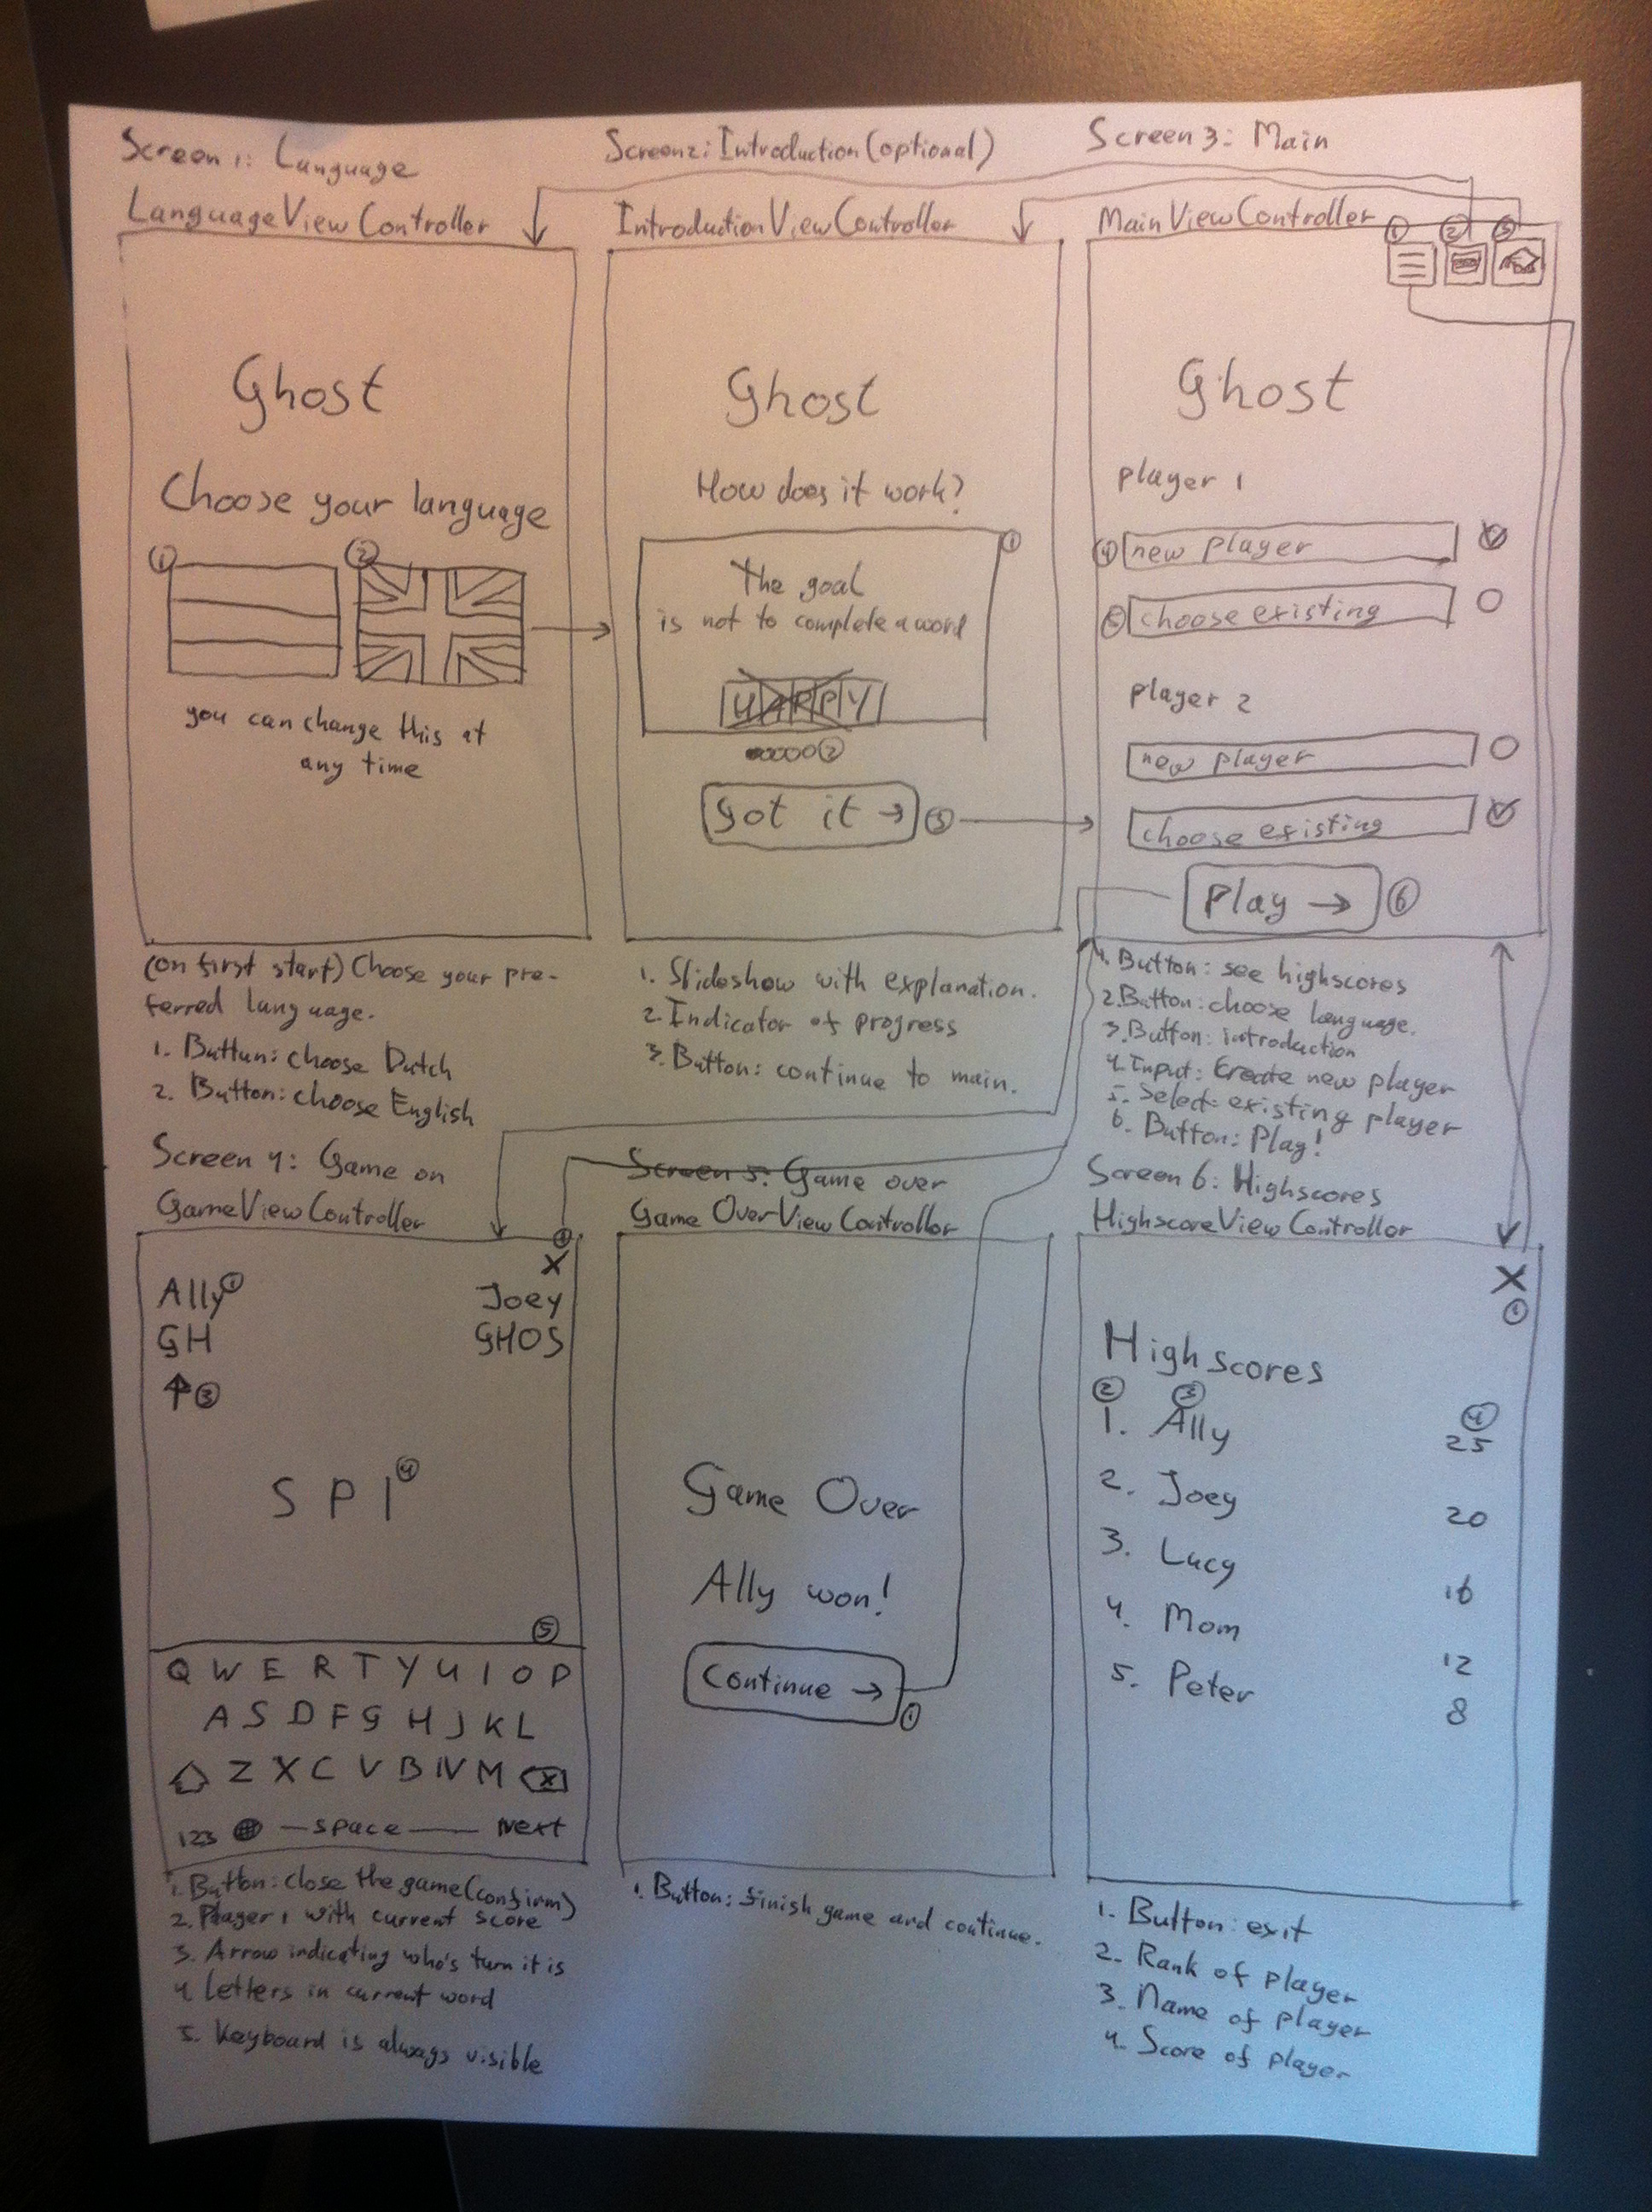 Screen 1: Language
LanguageViewController
Ghost
Choose your language
1
2
you can change this at
any time
(on first start) Choose your pre-
ferred language.
1. Buttun: choose Dutch
2. Button: choose English
Screen 2: Introduction (optional)
IntroductionViewController
Ghost
How does it work?
1
The goal
is not to complete a word
2
Got it →
3
1. Slideshow with explanation.
2. Indicator of progress
3. Button: continue to main.
Screen 3: Main
MainViewController
1
2
3
Ghost
player 1
4
new player
5
choose existing
player 2
new player
choose existing
Play →
6
1. Button: see highscores
2. Button: choose language.
3. Button: introduction
4. Input: Create new player
5. Select: existing player
6. Button: Play!
Screen 4: Game on
GameViewController
1
X
Ally
Joey
GH
GHOS
3
S P I
4
5
Q W E R T Y U I O P
A S D F G H J K L
Z X C V B N M X
123 space Next
1. Button: close the game (confirm)
2. Player 1 with current score
3. Arrow indicating who's turn it is
4. Letters in current word
5. Keyboard is always visible
Screen 5: Game over
Game OverViewController
Game Over
Ally won!
Continue →
1
1. Button: finish game and continue.
Screen 6: Highscores
HighscoreViewController
X
1
Highscores
2
3
4
1. Ally 25
2. Joey 20
3. Lucy 16
4. Mom 12
5. Peter 8
1. Button: exit
2. Rank of player
3. Name of player
4. Score of player